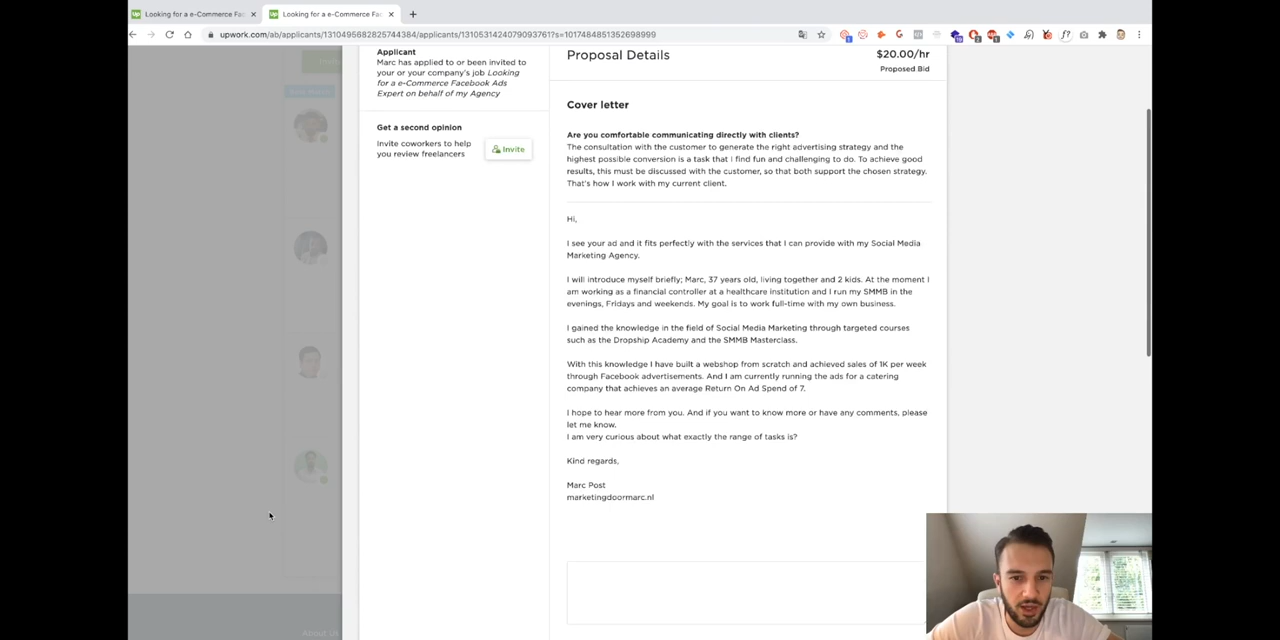 Looking for a e-Commerce Fac
Looking for a e-Commerce Fac
upwork.com/ab/applicants/1310495682825744384/applicants/1310531424079093761?s=1017484851352698999
Applicant
Marc has applied to or been invited
to your or your company's job Looking
for a e-Commerce Facebook Ads
Expert on behalf of my Agency
Get a second opinion
Invite coworkers to help
you review freelancers
Invite
Proposal Details
$20.00/hr
Proposed Bid
Cover letter
Are you comfortable communicating directly with clients?
The consultation with the customer to generate the right advertising strategy and the
highest possible conversion is a task that I find fun and challenging to do. To achieve good
results, this must be discussed with the customer, so that both support the chosen strategy.
That's how I work with my current client.
Hi,
I see your ad and it fits perfectly with the services that I can provide with my Social Media
Marketing Agency.
I will introduce myself briefly; Marc, 37 years old, living together and 2 kids. At the moment I
am working as a financial controller at a healthcare institution and I run my SMMB in the
evenings, Fridays and weekends. My goal is to work full-time with my own business.
I gained the knowledge in the field of Social Media Marketing through targeted courses
such as the Dropship Academy and the SMMB Masterclass.
With this knowledge I have built a webshop from scratch and achieved sales of 1K per week
through Facebook advertisements. And I am currently running the ads for a catering
company that achieves an average Return On Ad Spend of 7.
I hope to hear more from you. And if you want to know more or have any comments, please
let me know.
I am very curious about what exactly the range of tasks is?
Kind regards,
Marc Post
marketingdoormarc.nl
About Us